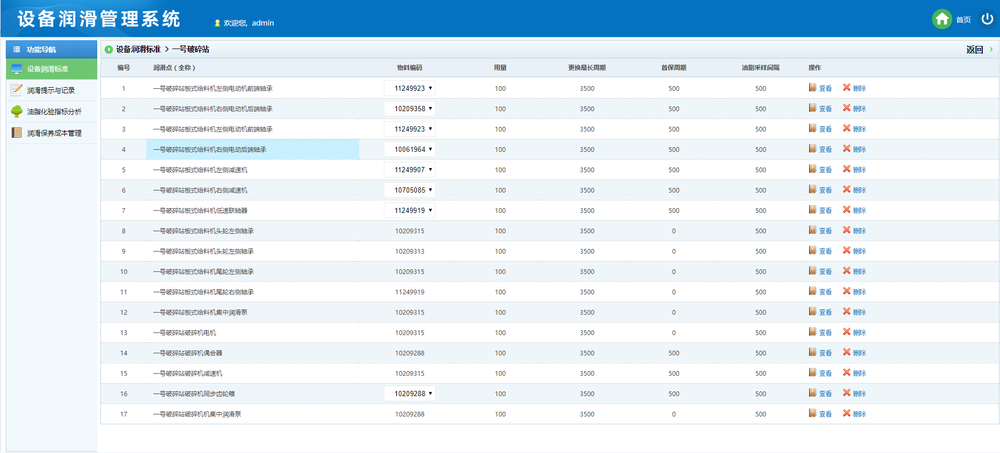 设备润滑管理系统
欢迎您, admin
首页
功能导航
设备润滑标准
润滑提示与记录
油脂化验指标分析
润滑保养成本管理
设备润滑标准 > 一号破碎站 返回 >
编号 润滑点（全称） 物料编码 用量 更换最长周期 首保周期 油脂采样间隔 操作
1 一号破碎站板式给料机左侧电动机前端轴承 11249923 100 3500 500 500 查看 删除
2 一号破碎站板式给料机右侧电动机后端轴承 10209358 100 3500 500 500 查看 删除
3 一号破碎站板式给料机左侧电动机前端轴承 11249923 100 3500 500 500 查看 删除
4 一号破碎站板式给料机右侧电动后端轴承 10061964 100 3500 500 500 查看 删除
5 一号破碎站板式给料机左侧减速机 11249907 100 3500 500 500 查看 删除
6 一号破碎站板式给料机右侧减速机 10705085 100 3500 500 500 查看 删除
7 一号破碎站板式给料机低速联轴器 11249919 100 3500 500 500 查看 删除
8 一号破碎站板式给料机头轮左侧轴承 10209315 100 3500 0 500 查看 删除
9 一号破碎站板式给料机头轮左侧轴承 10209313 100 3500 0 500 查看 删除
10 一号破碎站板式给料机尾轮左侧轴承 10209315 100 3500 0 500 查看 删除
11 一号破碎站板式给料机尾轮右侧轴承 11249919 100 3500 0 500 查看 删除
12 一号破碎站板式给料机集中润滑泵 10209315 100 3500 0 500 查看 删除
13 一号破碎站破碎机电机 10209315 100 3500 0 500 查看 删除
14 一号破碎站破碎机偶合器 10209288 100 3500 500 500 查看 删除
15 一号破碎站破碎机减速机 10209315 100 3500 500 500 查看 删除
16 一号破碎站破碎机同步齿轮箱 10209288 100 3500 500 500 查看 删除
17 一号破碎站破碎机机集中润滑泵 10209288 100 3500 0 500 查看 删除